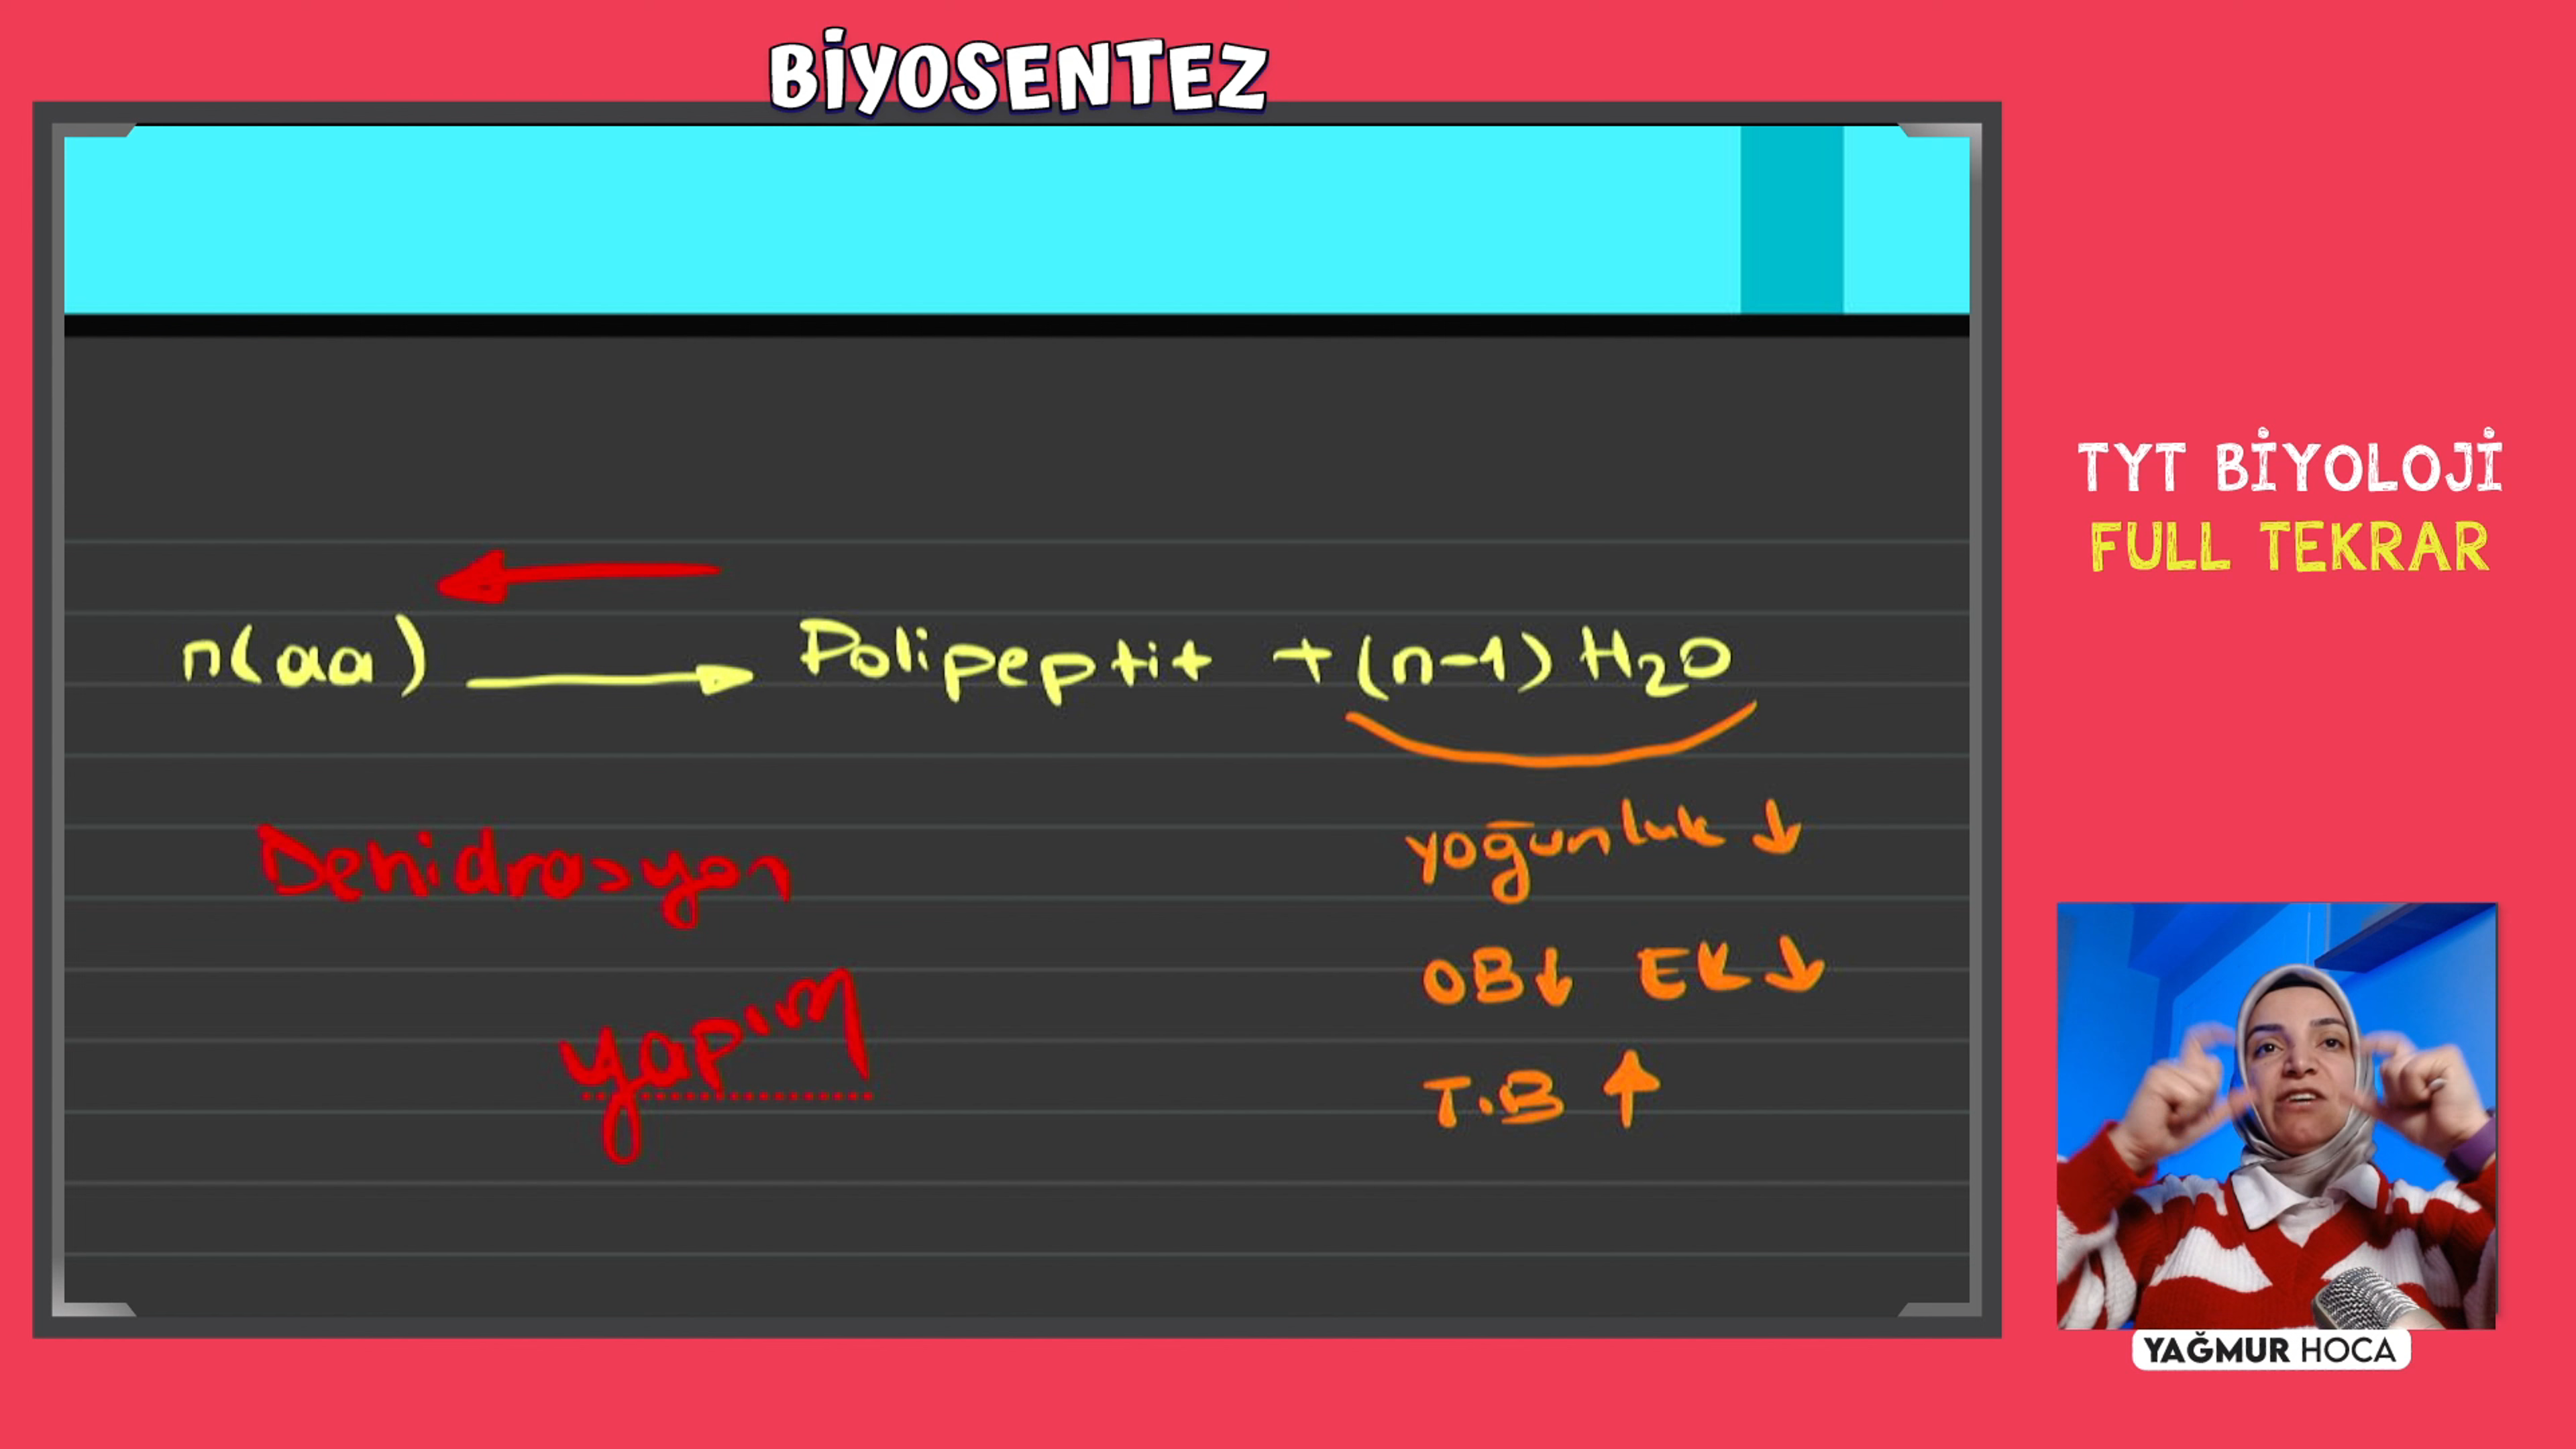 BİYOSENTEZ
TYT BİYOLOJİ
FULL TEKRAR
n(aa) → Polipeptit + (n-1) H₂O
Dehidrasyon
yapım
yoğunluk ↓
OB↓ EK↓
T.B ↑
YAĞMUR HOCA